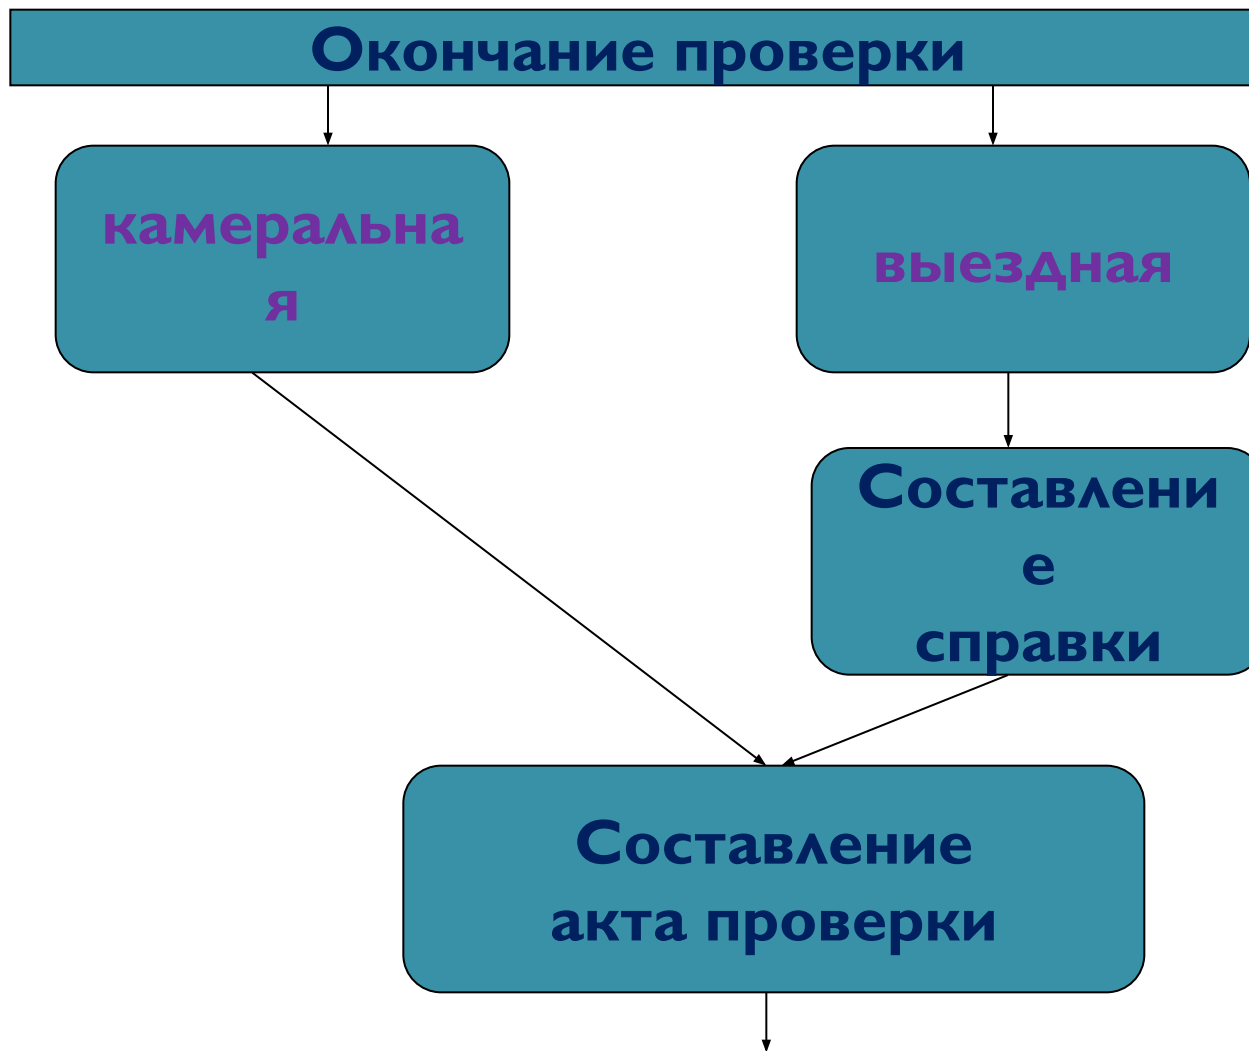 Окончание проверки
камеральна
я
выездная
Составлени
е
справки
Составление
акта проверки